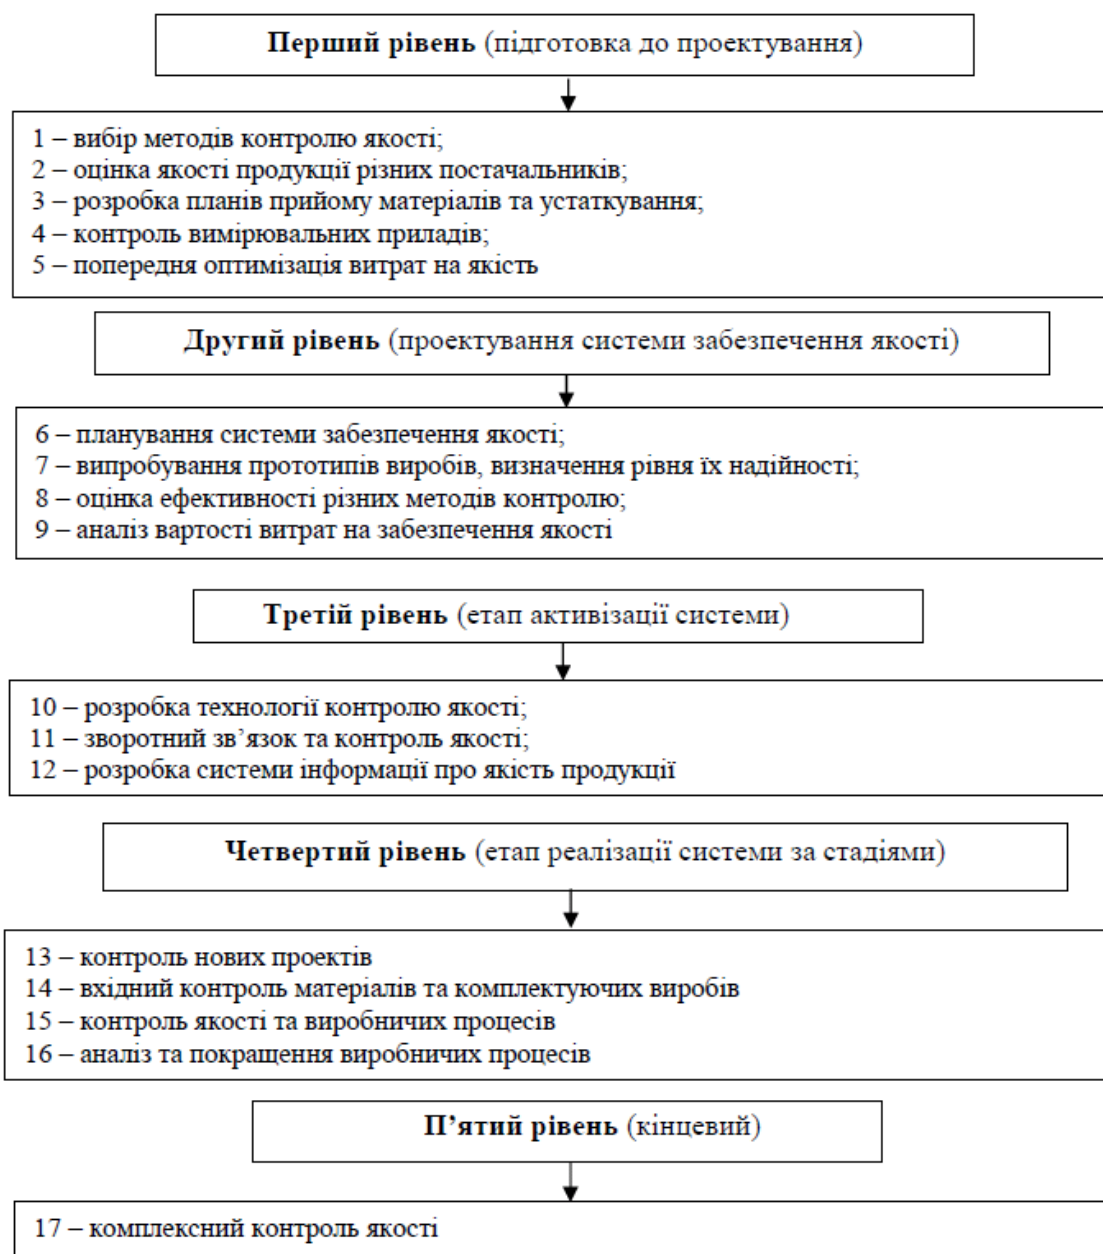 Перший рівень (підготовка до проектування)
1 – вибір методів контролю якості;
2 – оцінка якості продукції різних постачальників;
3 – розробка планів прийому матеріалів та устаткування;
4 – контроль вимірювальних приладів;
5 – попередня оптимізація витрат на якість
Другий рівень (проектування системи забезпечення якості)
6 – планування системи забезпечення якості;
7 – випробування прототипів виробів, визначення рівня їх надійності;
8 – оцінка ефективності різних методів контролю;
9 – аналіз вартості витрат на забезпечення якості
Третій рівень (етап активізації системи)
10 – розробка технології контролю якості;
11 – зворотний зв’язок та контроль якості;
12 – розробка системи інформації про якість продукції
Четвертий рівень (етап реалізації системи за стадіями)
13 – контроль нових проектів
14 – вхідний контроль матеріалів та комплектуючих виробів
15 – контроль якості та виробничих процесів
16 – аналіз та покращення виробничих процесів
П’ятий рівень (кінцевий)
17 – комплексний контроль якості